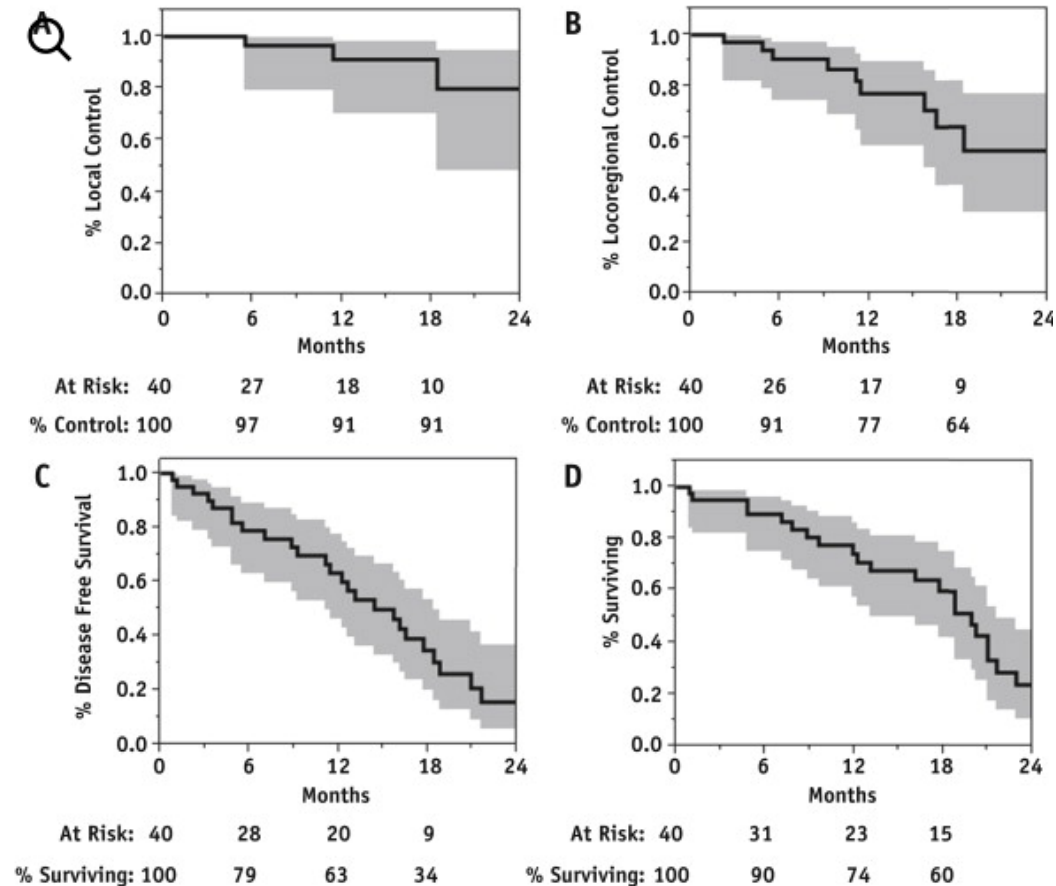 A
% Local Control
1.0
0.8
0.6
0.4
0.2
0.0
0 6 12 18 24
Months
At Risk: 40 27 18 10
% Control: 100 97 91 91
B
% Locoregional Control
1.0
0.8
0.6
0.4
0.2
0.0
0 6 12 18 24
Months
At Risk: 40 26 17 9
% Control: 100 91 77 64
C
% Disease Free Survival
1.0
0.8
0.6
0.4
0.2
0.0
0 6 12 18 24
Months
At Risk: 40 28 20 9
% Surviving: 100 79 63 34
D
% Surviving
1.0
0.8
0.6
0.4
0.2
0.0
0 6 12 18 24
Months
At Risk: 40 31 23 15
% Surviving: 100 90 74 60